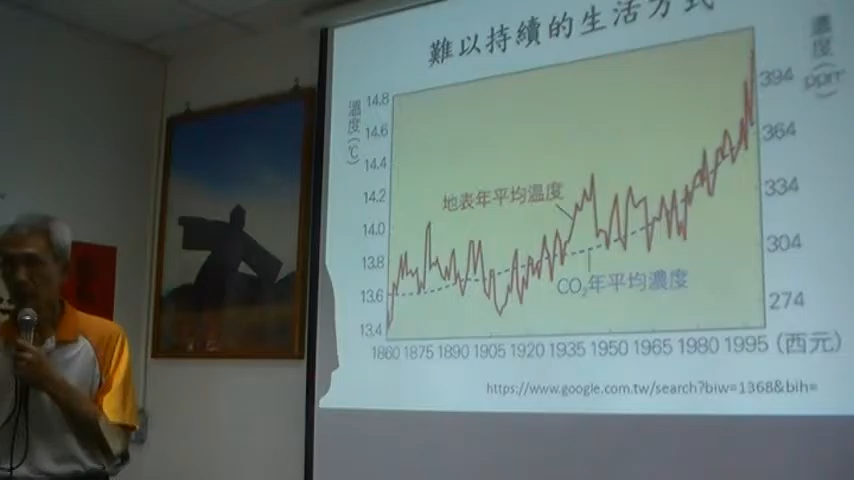 難以持續的生活方式
溫度(℃)
14.8
14.6
14.4
14.2
14.0
13.8
13.6
13.4
地表年平均溫度
CO₂年平均濃度
濃度(ppm)
394
364
334
304
274
1860 1875 1890 1905 1920 1935 1950 1965 1980 1995 (西元)
https://www.google.com.tw/search?biw=1368&bih=